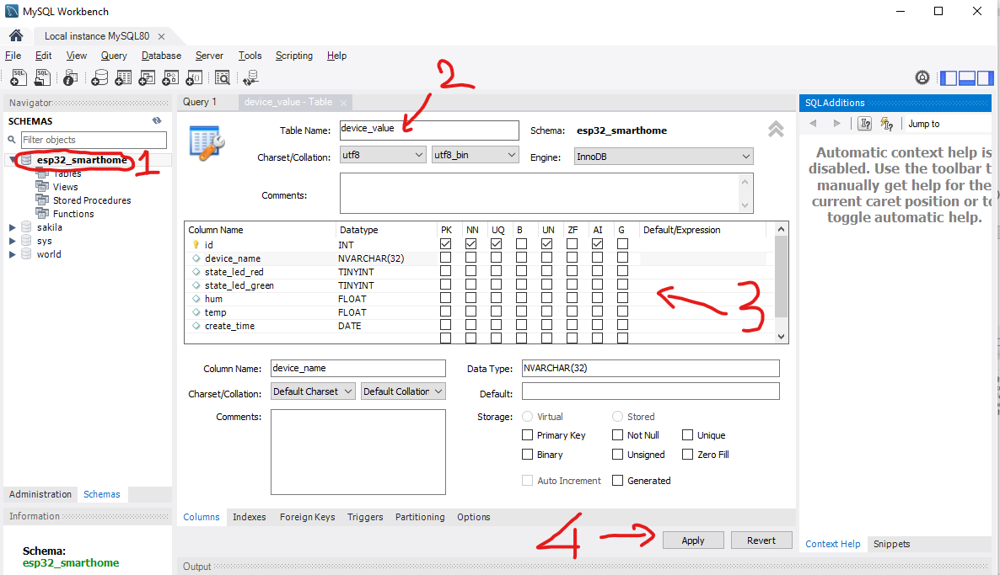 MySQL Workbench
Local instance MySQL80
File Edit View Query Database Server Tools Scripting Help
Navigator
SCHEMAS
Filter objects
esp32_smarthome 1
Tables
Views
Stored Procedures
Functions
sakila
sys
world
Administration Schemas
Information
Schema:
esp32_smarthome
Query 1 device_value - Table
2
Table Name: device_value Schema: esp32_smarthome
Charset/Collation: utf8 utf8_bin Engine: InnoDB
Comments:
Column Name Datatype PK NN UQ B UN ZF AI G Default/Expression
id INT
device_name NVARCHAR(32)
state_led_red TINYINT
state_led_green TINYINT
hum FLOAT
temp FLOAT
create_time DATE
3
Column Name: device_name Data Type: NVARCHAR(32)
Charset/Collation: Default Charset Default Collation Default:
Comments: Storage: Virtual Stored
Primary Key Not Null Unique
Binary Unsigned Zero Fill
Auto Increment Generated
Columns Indexes Foreign Keys Triggers Partitioning Options
4 Apply Revert
Output
SQLAdditions
Jump to
Automatic context help is
disabled. Use the toolbar t
manually get help for the
current caret position or to
toggle automatic help.
Context Help Snippets